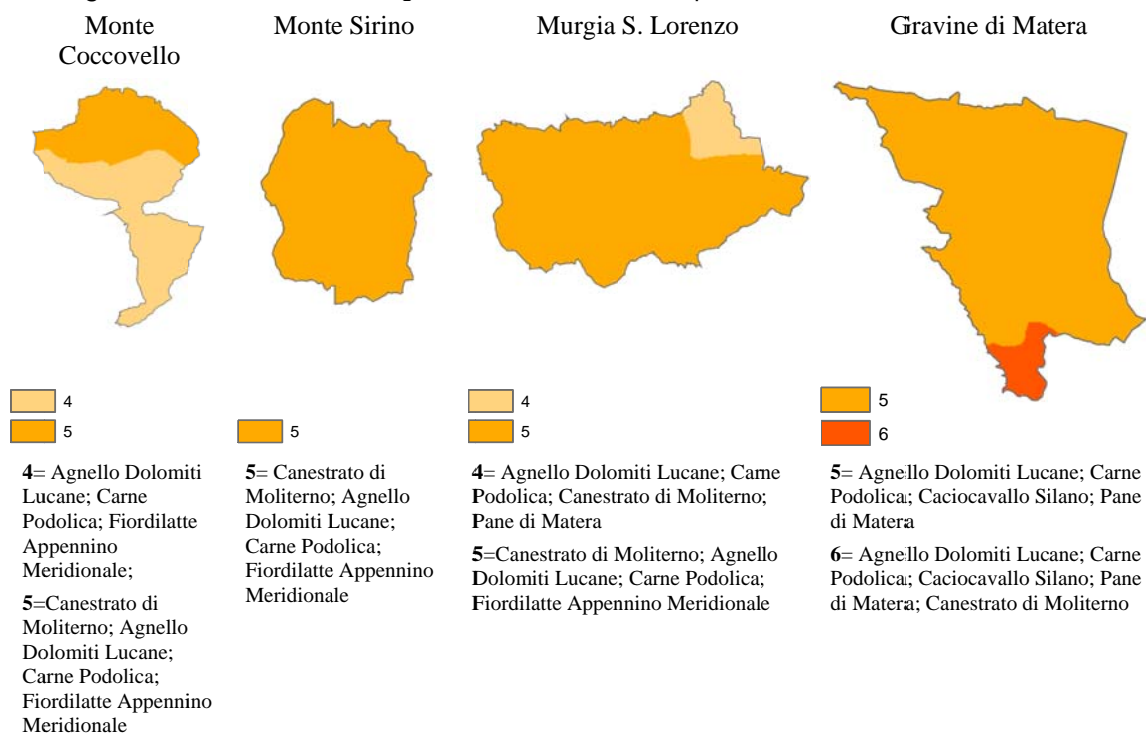 Monte
Coccovello
Monte Sirino
Murgia S. Lorenzo
Gravine di Matera
4
5
5
4
5
5
6
4= Agnello Dolomiti
Lucane; Carne
Podolica; Fiordilatte
Appennino
Meridionale;
5=Canestrato di
Moliterno; Agnello
Dolomiti Lucane;
Carne Podolica;
Fiordilatte Appennino
Meridionale
5= Canestrato di
Moliterno; Agnello
Dolomiti Lucane;
Carne Podolica;
Fiordilatte Appennino
Meridionale
4= Agnello Dolomiti Lucane; Carne
Podolica; Canestrato di Moliterno;
Pane di Matera
5=Canestrato di Moliterno; Agnello
Dolomiti Lucane; Carne Podolica;
Fiordilatte Appennino Meridionale
5= Agnello Dolomiti Lucane; Carne
Podolica; Caciocavallo Silano; Pane
di Matera
6= Agnello Dolomiti Lucane; Carne
Podolica; Caciocavallo Silano; Pane
di Matera; Canestrato di Moliterno